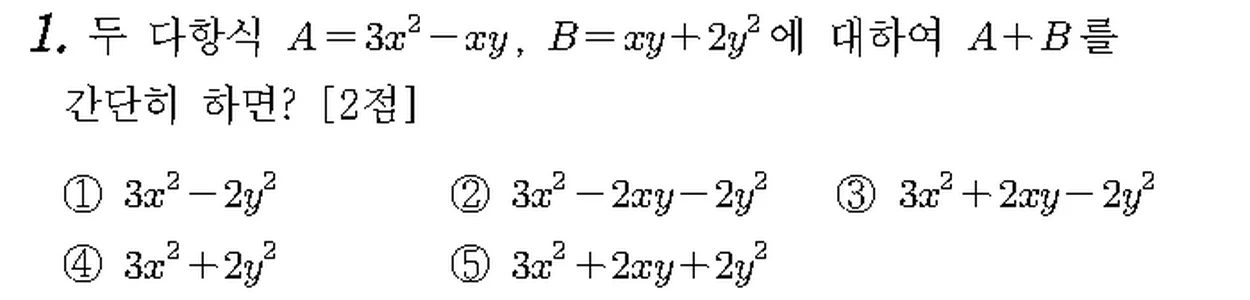 1. 두 다항식 A=3x²-xy, B=xy+2y²에 대하여 A+B를
간단히 하면? [2점]
① 3x²-2y² ② 3x²-2xy-2y² ③ 3x²+2xy-2y²
④ 3x²+2y² ⑤ 3x²+2xy+2y²